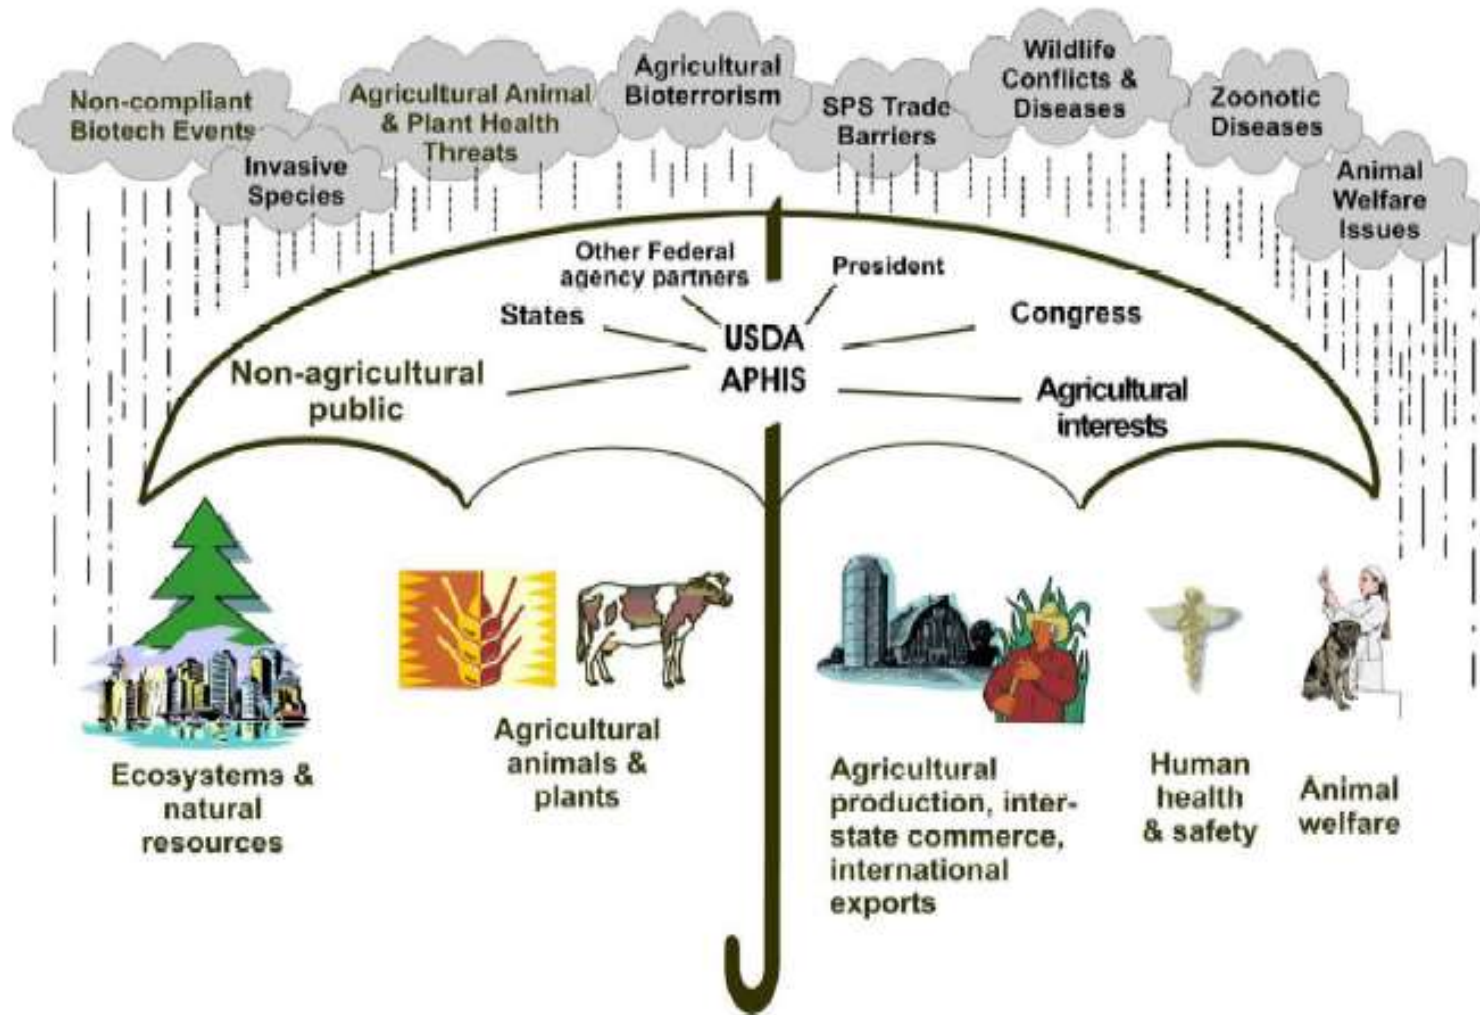 Non-compliant
Biotech Events
Invasive
Species
Agricultural Animal
& Plant Health
Threats
Agricultural
Bioterrorism
SPS Trade
Barriers
Wildlife
Conflicts &
Diseases
Zoonotic
Diseases
Animal
Welfare
Issues
Other Federal
agency partners
President
States
Congress
USDA
APHIS
Non-agricultural
public
Agricultural
interests
Ecosystems &
natural
resources
Agricultural
animals &
plants
Agricultural
production, inter-
state commerce,
international
exports
Human
health
& safety
Animal
welfare